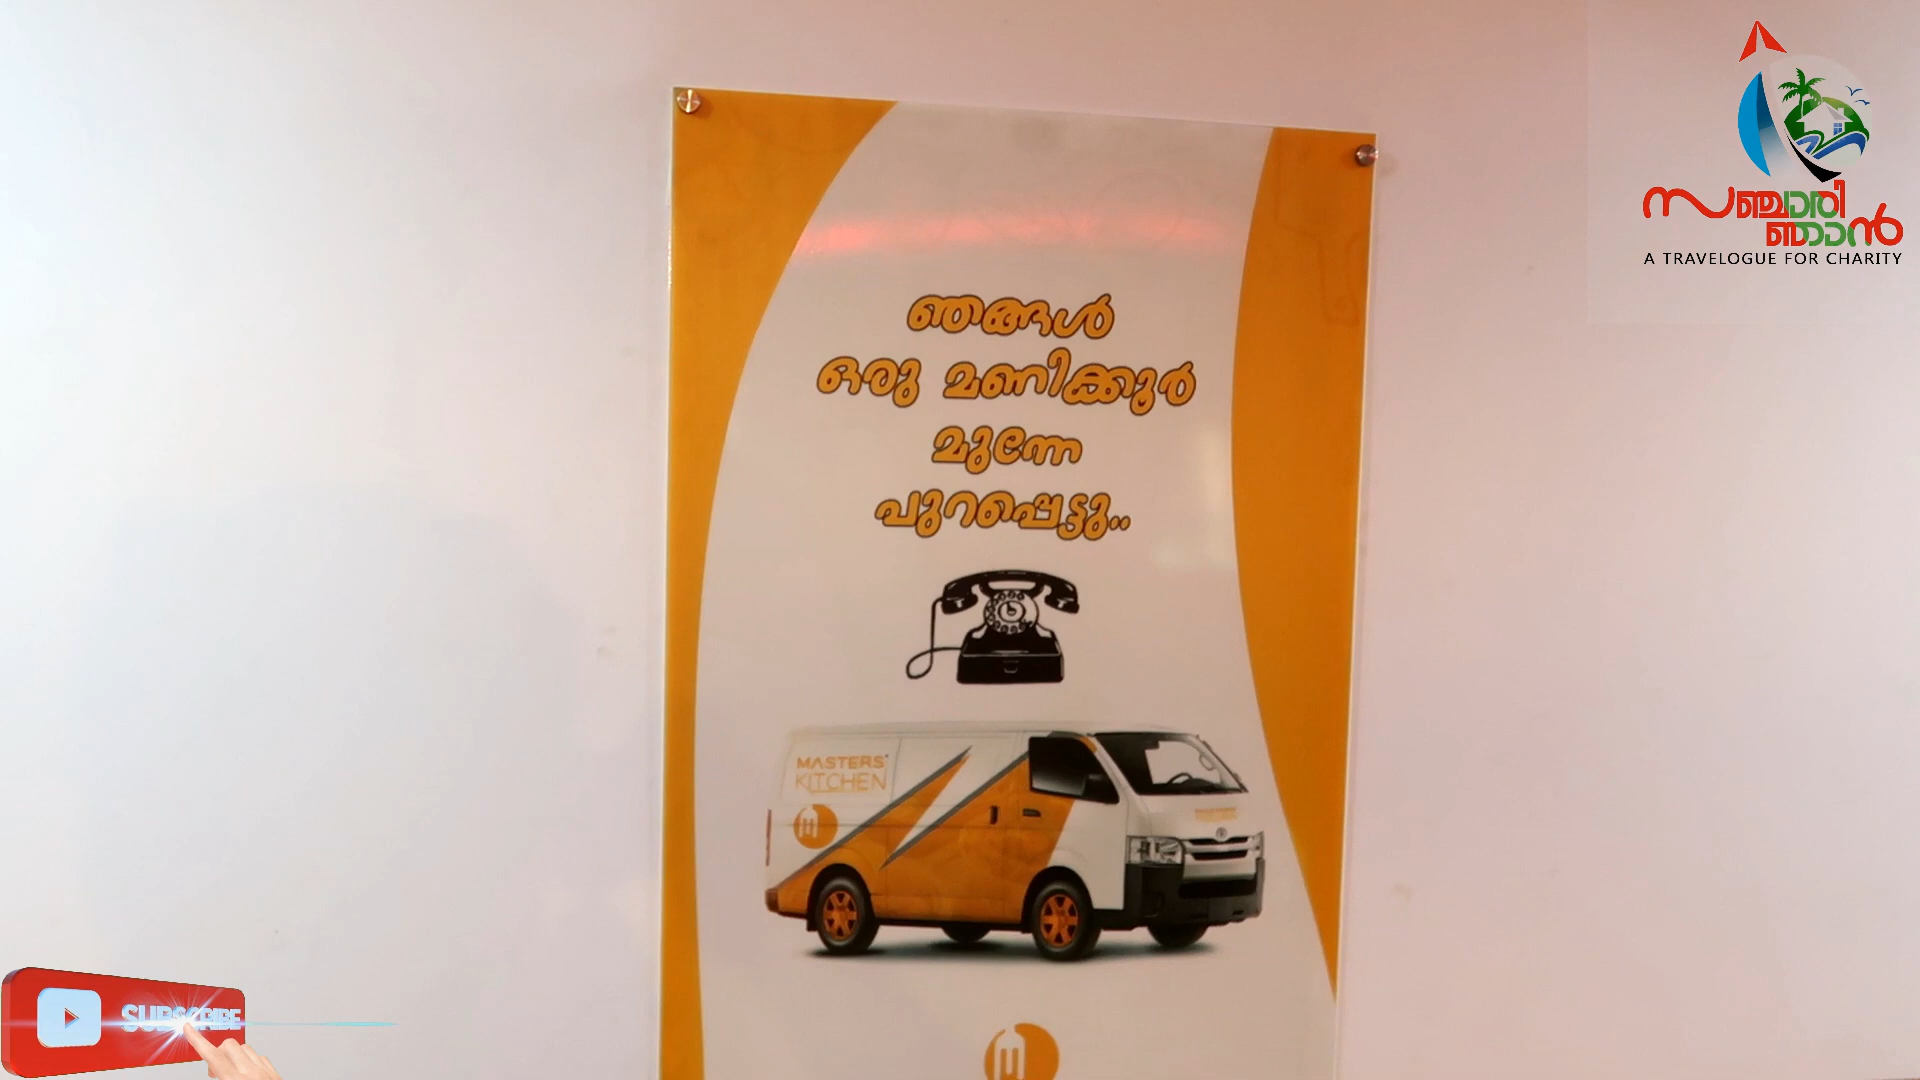 സഞ്ചാരി
ഞാൻ
A TRAVELOGUE FOR CHARITY
ഞങ്ങൾ
ഒരു മണിക്കൂർ
മുന്നേ
പുറപ്പെട്ടു..
MASTERS'
KITCHEN
SUBSCRIBE